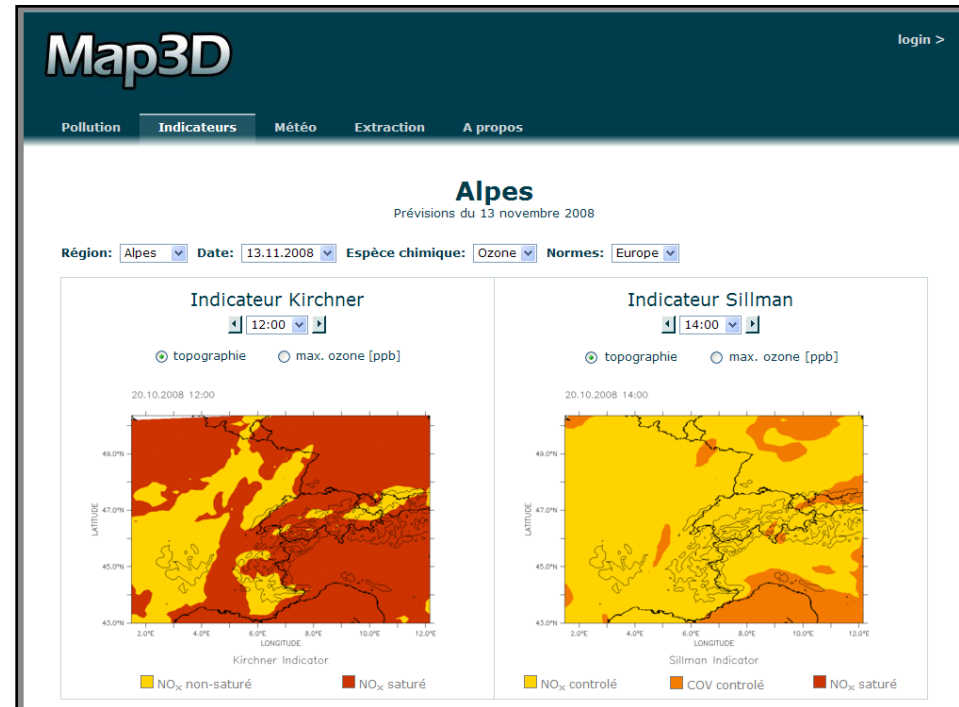 Map3D
login >
Pollution Indicateurs Météo Extraction A propos
Alpes
Prévisions du 13 novembre 2008
Région: Alpes Date: 13.11.2008 Espèce chimique: Ozone Normes: Europe
Indicateur Kirchner
12:00
topographie max. ozone [ppb]
20.10.2008 12:00
49.0°N
47.0°N
45.0°N
43.0°N
LATITUDE
2.0°E 4.0°E 6.0°E 8.0°E 10.0°E 12.0°E
LONGITUDE
Kirchner Indicator
NOx non-saturé NOx saturé
Indicateur Sillman
14:00
topographie max. ozone [ppb]
20.10.2008 14:00
49.0°N
47.0°N
45.0°N
43.0°N
LATITUDE
2.0°E 4.0°E 6.0°E 8.0°E 10.0°E 12.0°E
LONGITUDE
Sillman Indicator
NOx controlé COV controlé NOx saturé